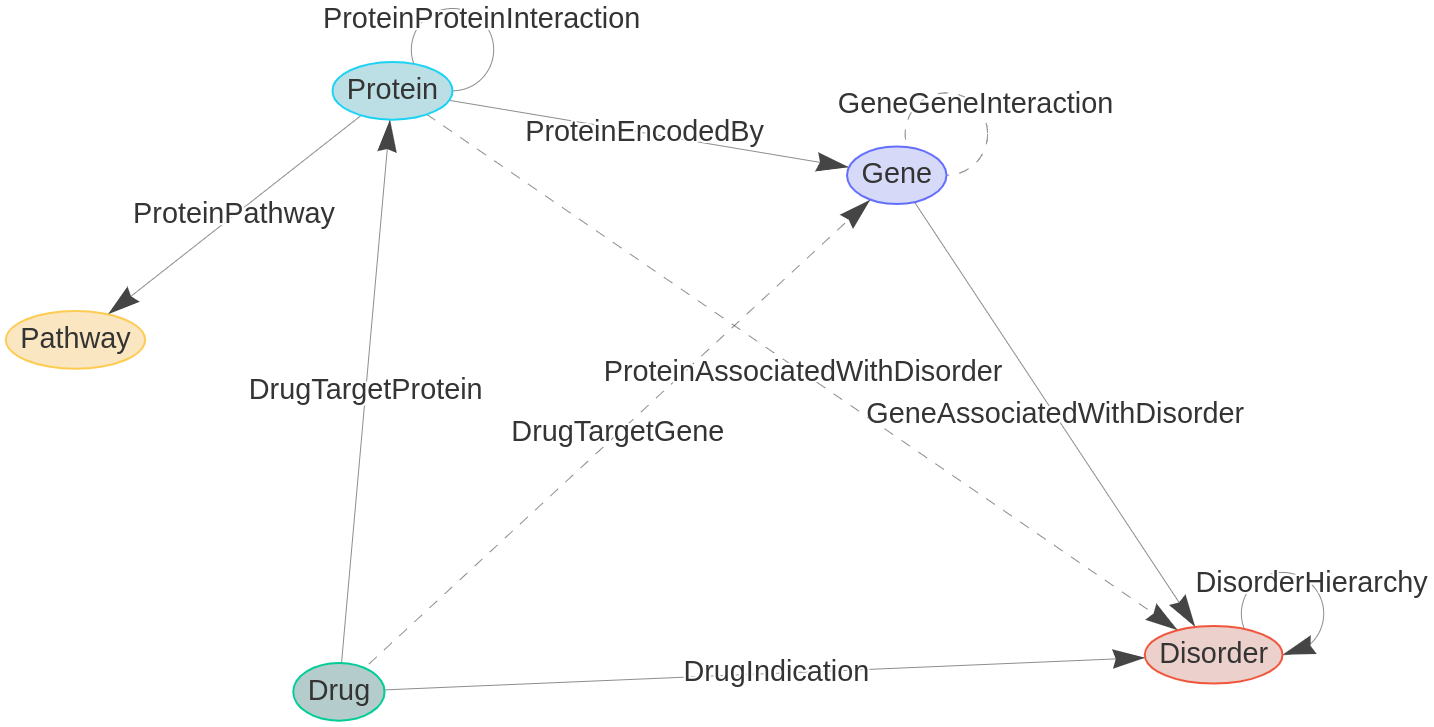 ProteinProteinInteraction
Protein
GeneGeneInteraction
ProteinEncodedBy
Gene
ProteinPathway
Pathway
ProteinAssociatedWithDisorder
DrugTargetProtein
GeneAssociatedWithDisorder
DrugTargetGene
DisorderHierarchy
Disorder
DrugIndication
Drug